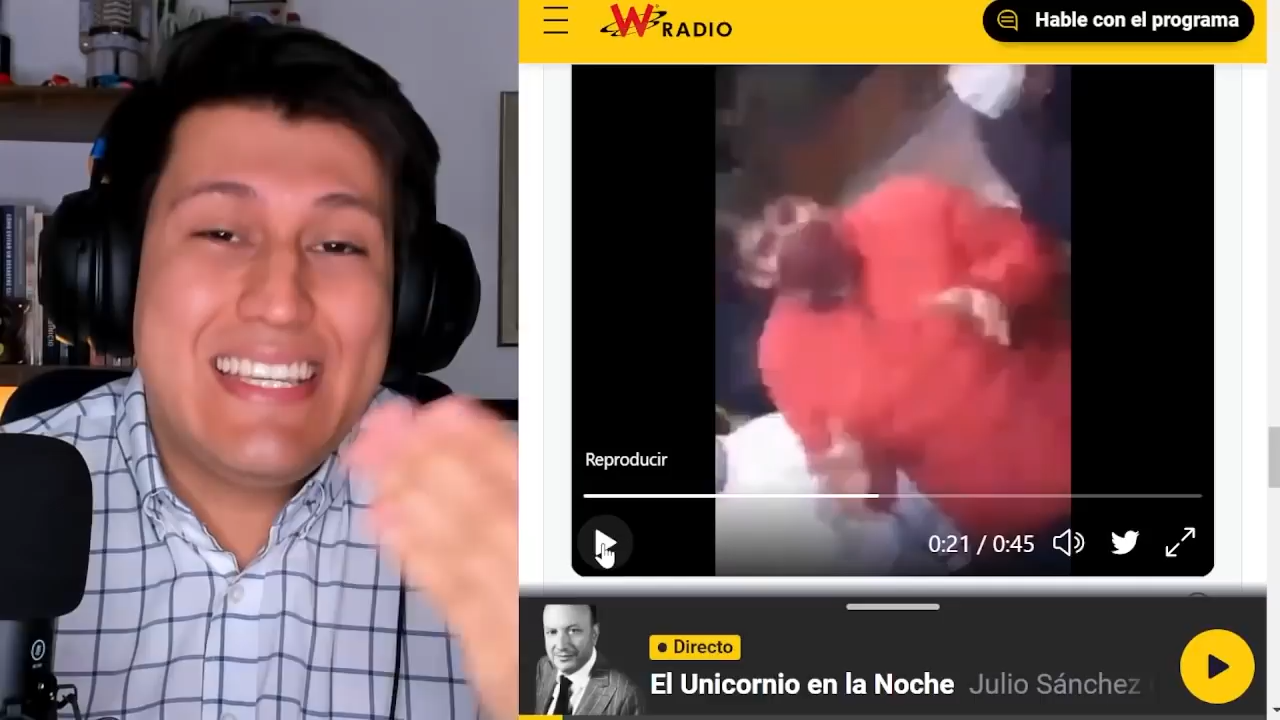 W RADIO
Hable con el programa
Reproducir
0:21 / 0:45
Directo
El Unicornio en la Noche Julio Sánchez